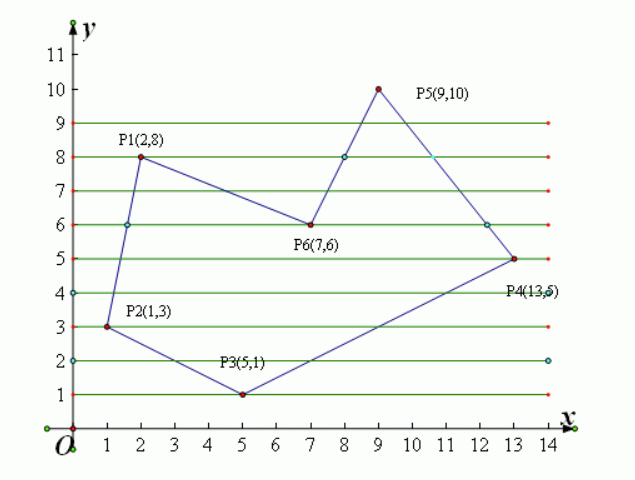 y
11
10
P5(9,10)
9
P1(2,8)
8
7
6
P6(7,6)
5
4
P4(13,5)
P2(1,3)
3
P3(5,1)
2
1
x
O 1 2 3 4 5 6 7 8 9 10 11 12 13 14